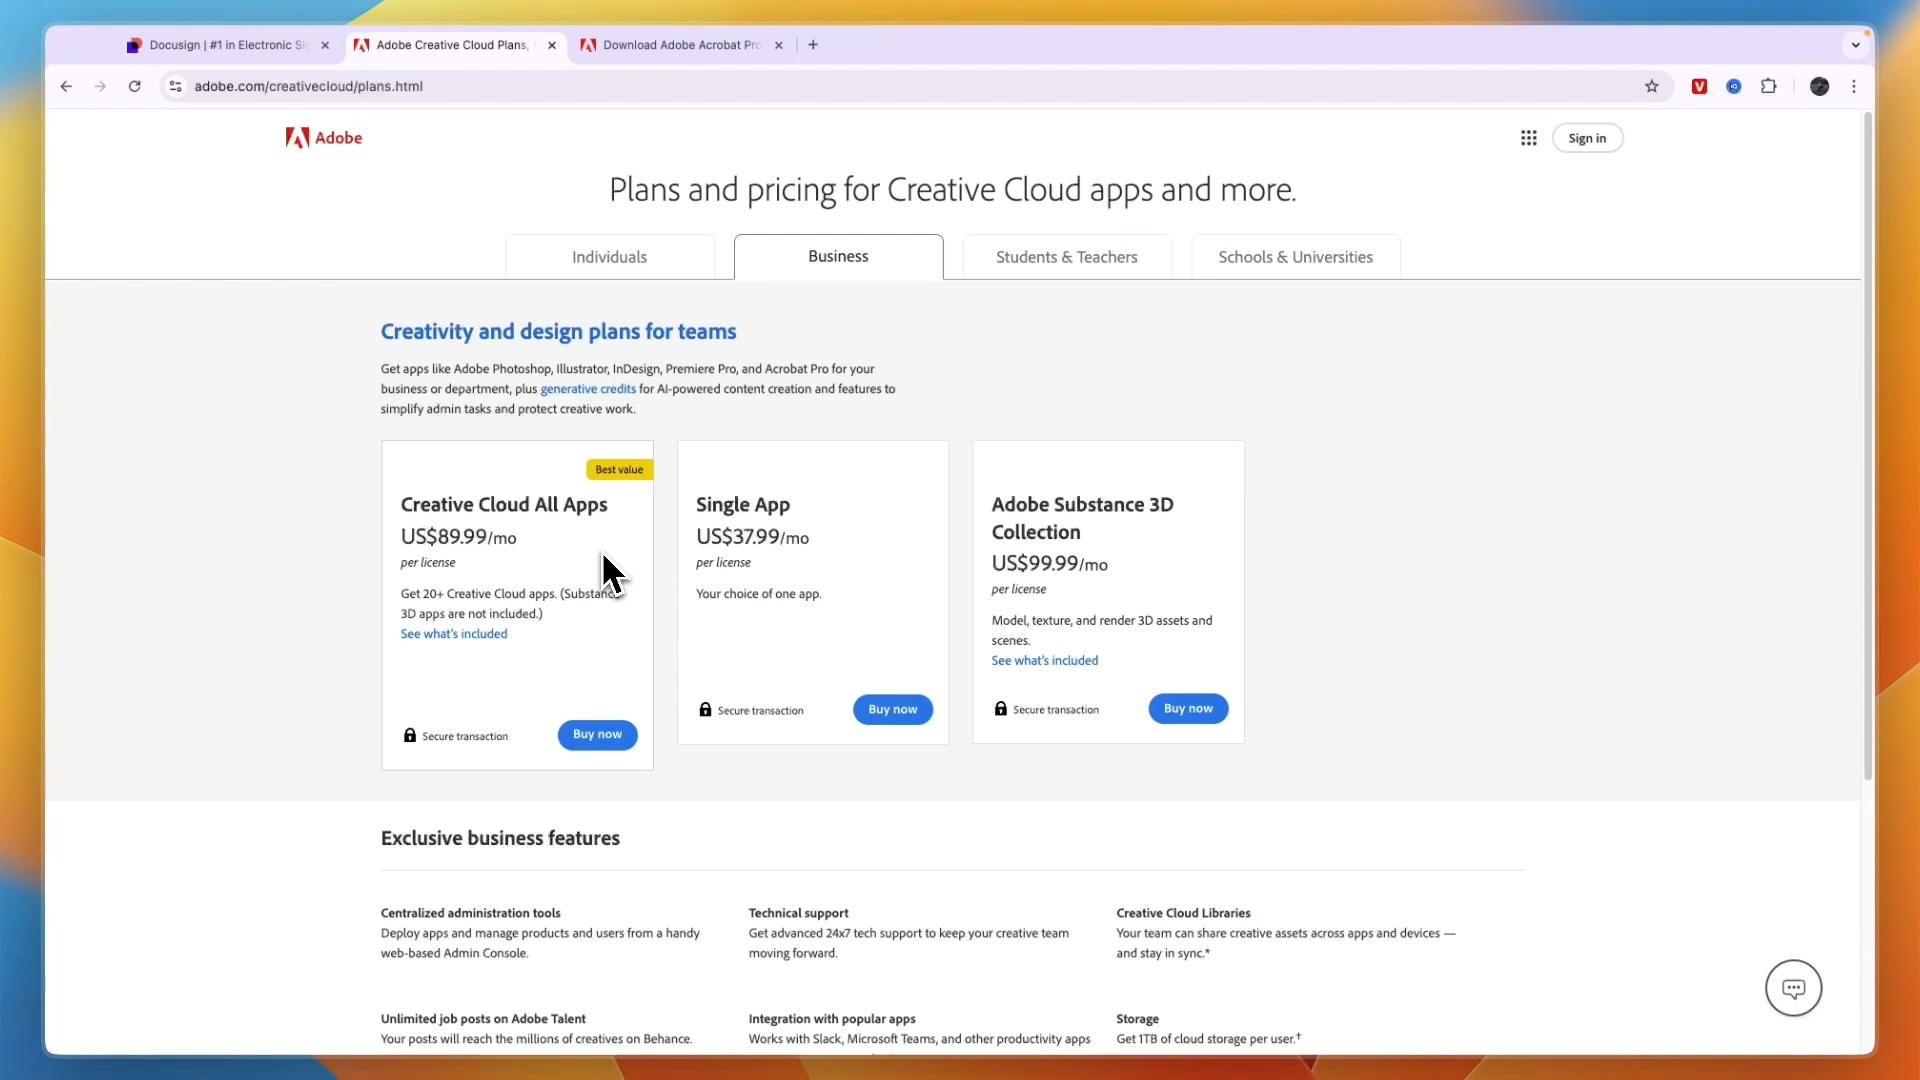 Docusign | #1 in Electronic Si
Adobe Creative Cloud Plans,
Download Adobe Acrobat Pro
adobe.com/creativecloud/plans.html
Adobe
Sign in
Plans and pricing for Creative Cloud apps and more.
Individuals
Business
Students & Teachers
Schools & Universities
Creativity and design plans for teams
Get apps like Adobe Photoshop, Illustrator, InDesign, Premiere Pro, and Acrobat Pro for your
business or department, plus generative credits for AI-powered content creation and features to
simplify admin tasks and protect creative work.
Best value
Creative Cloud All Apps
US$89.99/mo
per license
Get 20+ Creative Cloud apps. (Substance
3D apps are not included.)
See what's included
Secure transaction
Buy now
Single App
US$37.99/mo
per license
Your choice of one app.
Secure transaction
Buy now
Adobe Substance 3D
Collection
US$99.99/mo
per license
Model, texture, and render 3D assets and
scenes.
See what's included
Secure transaction
Buy now
Exclusive business features
Centralized administration tools
Deploy apps and manage products and users from a handy
web-based Admin Console.
Technical support
Get advanced 24x7 tech support to keep your creative team
moving forward.
Creative Cloud Libraries
Your team can share creative assets across apps and devices —
and stay in sync.*
Unlimited job posts on Adobe Talent
Your posts will reach the millions of creatives on Behance.
Integration with popular apps
Works with Slack, Microsoft Teams, and other productivity apps
Storage
Get 1TB of cloud storage per user.†